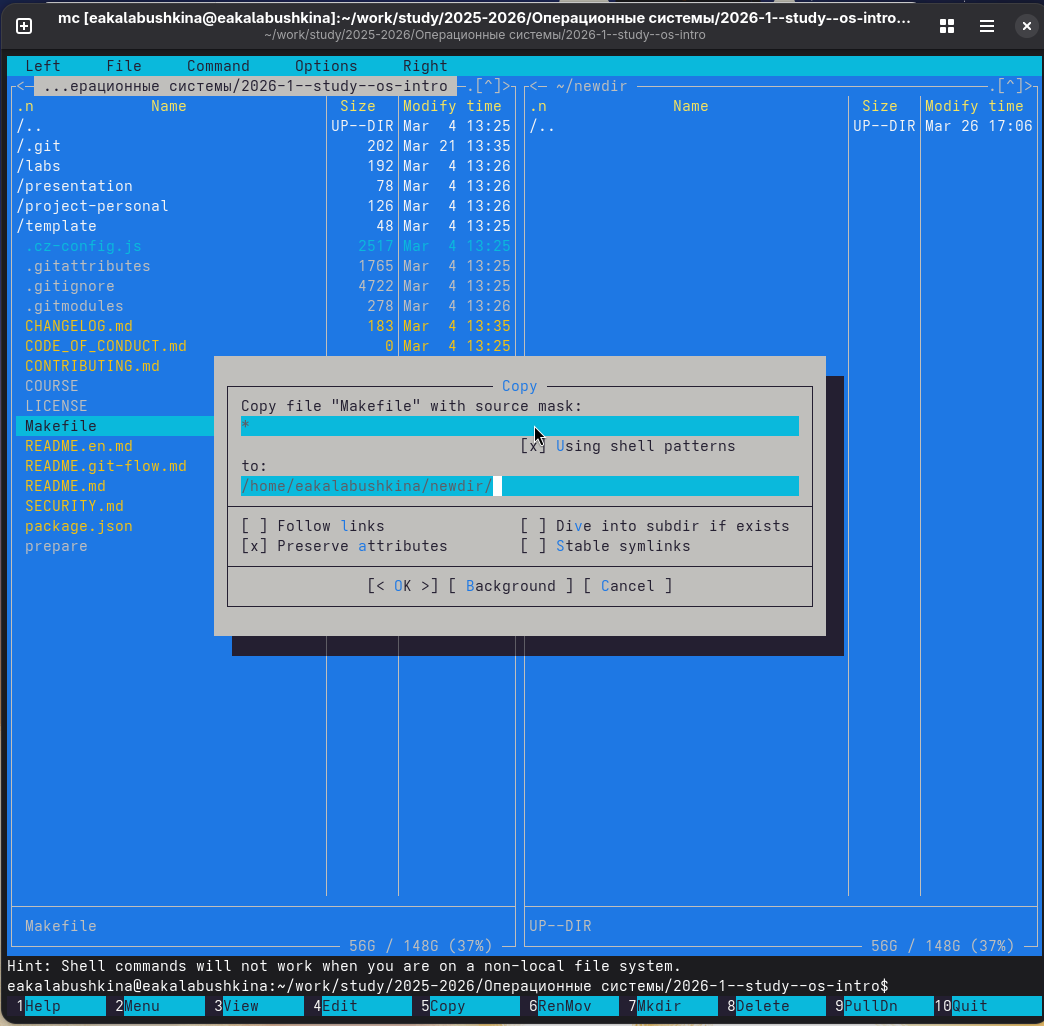 mc [eakalabushkina@eakalabushkina]:~/work/study/2025-2026/Операционные системы/2026-1--study--os-intro...
~/work/study/2025-2026/Операционные системы/2026-1--study--os-intro
Left File Command Options Right
<— ...ерационные системы/2026-1--study--os-intro —.[^]> <— ~/newdir —.[^]>
.n Name Size Modify time .n Name Size Modify time
/.. UP--DIR Mar 4 13:25 /.. UP--DIR Mar 26 17:06
/.git 202 Mar 21 13:35
/labs 192 Mar 4 13:26
/presentation 78 Mar 4 13:26
/project-personal 126 Mar 4 13:26
/template 48 Mar 4 13:25
.cz-config.js 2517 Mar 4 13:25
.gitattributes 1765 Mar 4 13:25
.gitignore 4722 Mar 4 13:25
.gitmodules 278 Mar 4 13:26
CHANGELOG.md 183 Mar 4 13:35
CODE_OF_CONDUCT.md 0 Mar 4 13:25
CONTRIBUTING.md
COURSE
LICENSE
Makefile
README.en.md
README.git-flow.md
README.md
SECURITY.md
package.json
prepare
Copy
Copy file "Makefile" with source mask:
*
[x] Using shell patterns
to:
/home/eakalabushkina/newdir/
[ ] Follow links [ ] Dive into subdir if exists
[x] Preserve attributes [ ] Stable symlinks
[< OK >] [ Background ] [ Cancel ]
Makefile UP--DIR
56G / 148G (37%) 56G / 148G (37%)
Hint: Shell commands will not work when you are on a non-local file system.
eakalabushkina@eakalabushkina:~/work/study/2025-2026/Операционные системы/2026-1--study--os-intro$
1Help 2Menu 3View 4Edit 5Copy 6RenMov 7Mkdir 8Delete 9PullDn 10Quit